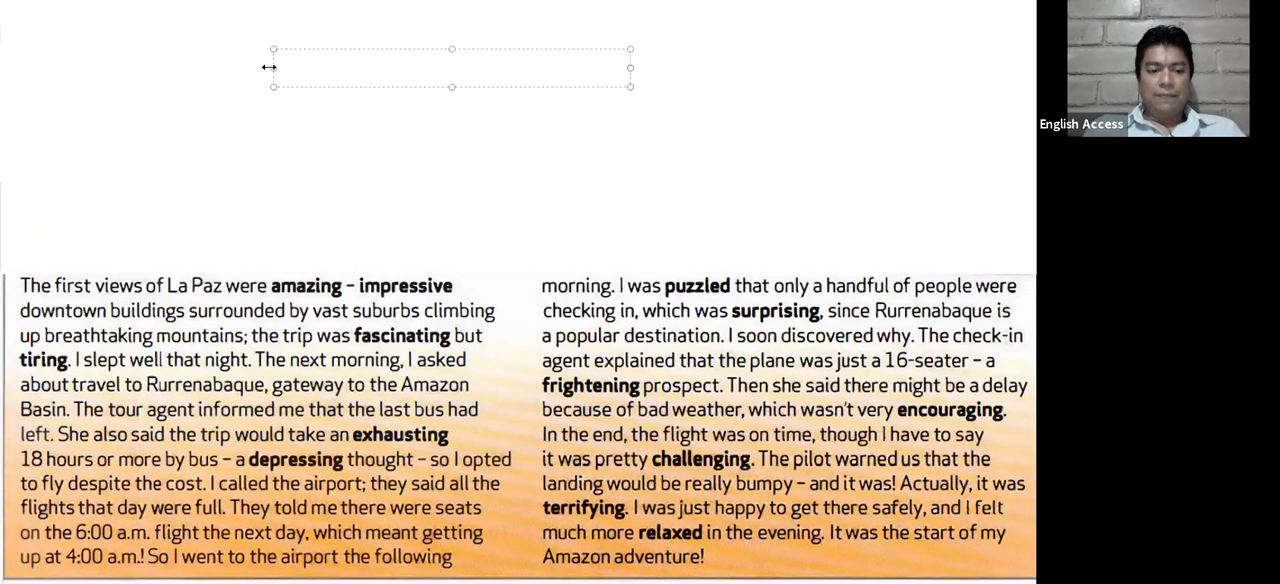 The first views of La Paz were amazing – impressive
downtown buildings surrounded by vast suburbs climbing
up breathtaking mountains; the trip was fascinating but
tiring. I slept well that night. The next morning, I asked
about travel to Rurrenabaque, gateway to the Amazon
Basin. The tour agent informed me that the last bus had
left. She also said the trip would take an exhausting
18 hours or more by bus – a depressing thought – so I opted
to fly despite the cost. I called the airport; they said all the
flights that day were full. They told me there were seats
on the 6:00 a.m. flight the next day, which meant getting
up at 4:00 a.m.! So I went to the airport the following
morning. I was puzzled that only a handful of people were
checking in, which was surprising, since Rurrenabaque is
a popular destination. I soon discovered why. The check-in
agent explained that the plane was just a 16-seater – a
frightening prospect. Then she said there might be a delay
because of bad weather, which wasn't very encouraging.
In the end, the flight was on time, though I have to say
it was pretty challenging. The pilot warned us that the
landing would be really bumpy – and it was! Actually, it was
terrifying. I was just happy to get there safely, and I felt
much more relaxed in the evening. It was the start of my
Amazon adventure!
English Access